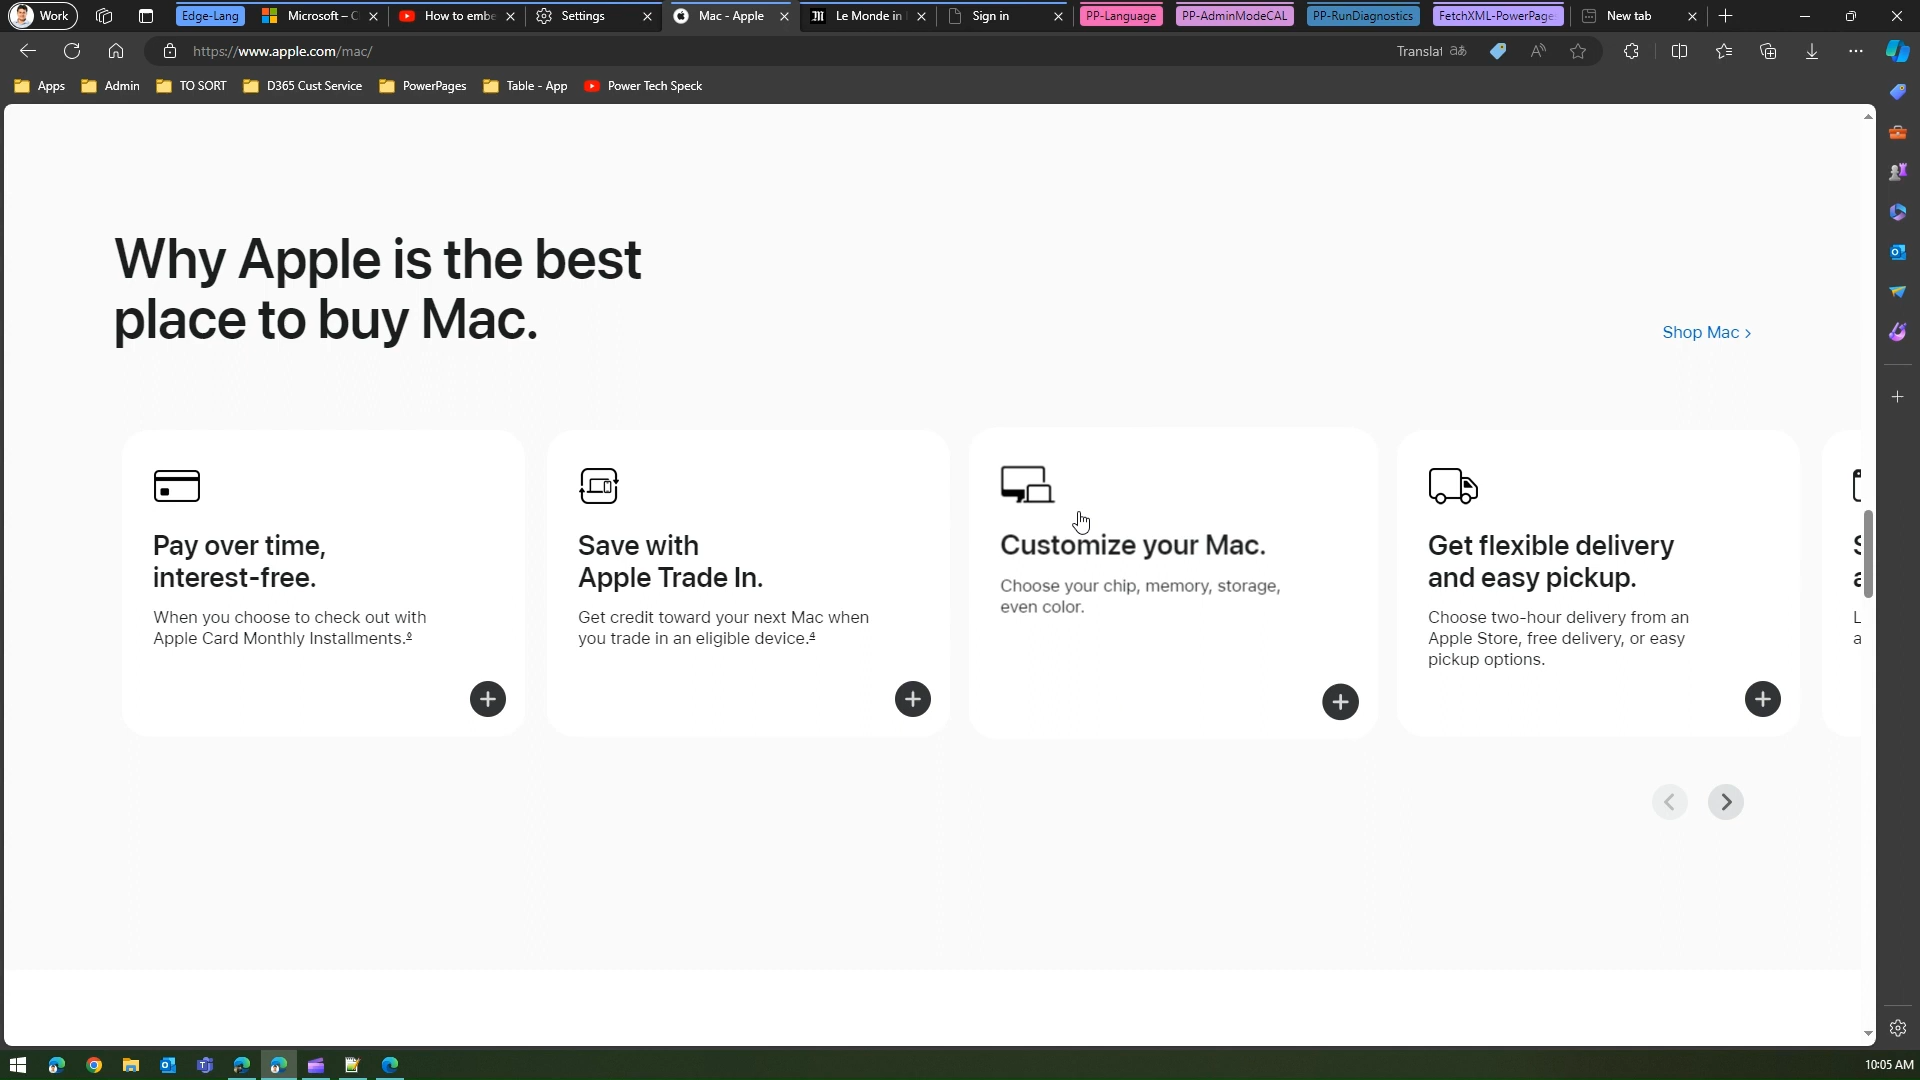 Work
Edge-Lang
Microsoft – C
How to embe
Settings
Mac - Apple
Le Monde in
Sign in
PP-Language
PP-AdminModeCAL
PP-RunDiagnostics
FetchXML-PowerPage
New tab
https://www.apple.com/mac/
Translat
Apps
Admin
TO SORT
D365 Cust Service
PowerPages
Table - App
Power Tech Speck
Why Apple is the best
place to buy Mac.
Shop Mac >
Pay over time,
interest-free.
When you choose to check out with
Apple Card Monthly Installments.
Save with
Apple Trade In.
Get credit toward your next Mac when
you trade in an eligible device.⁴
Customize your Mac.
Choose your chip, memory, storage,
even color.
Get flexible delivery
and easy pickup.
Choose two-hour delivery from an
Apple Store, free delivery, or easy
pickup options.
10:05 AM